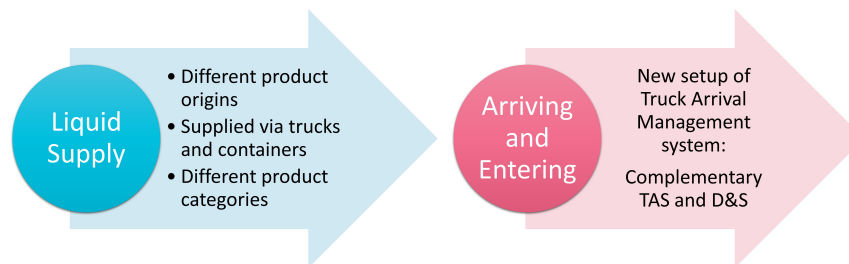 Liquid
Supply
• Different product
origins
• Supplied via trucks
and containers
• Different product
categories
Arriving
and
Entering
New setup of
Truck Arrival
Management
system:
Complementary
TAS and D&S